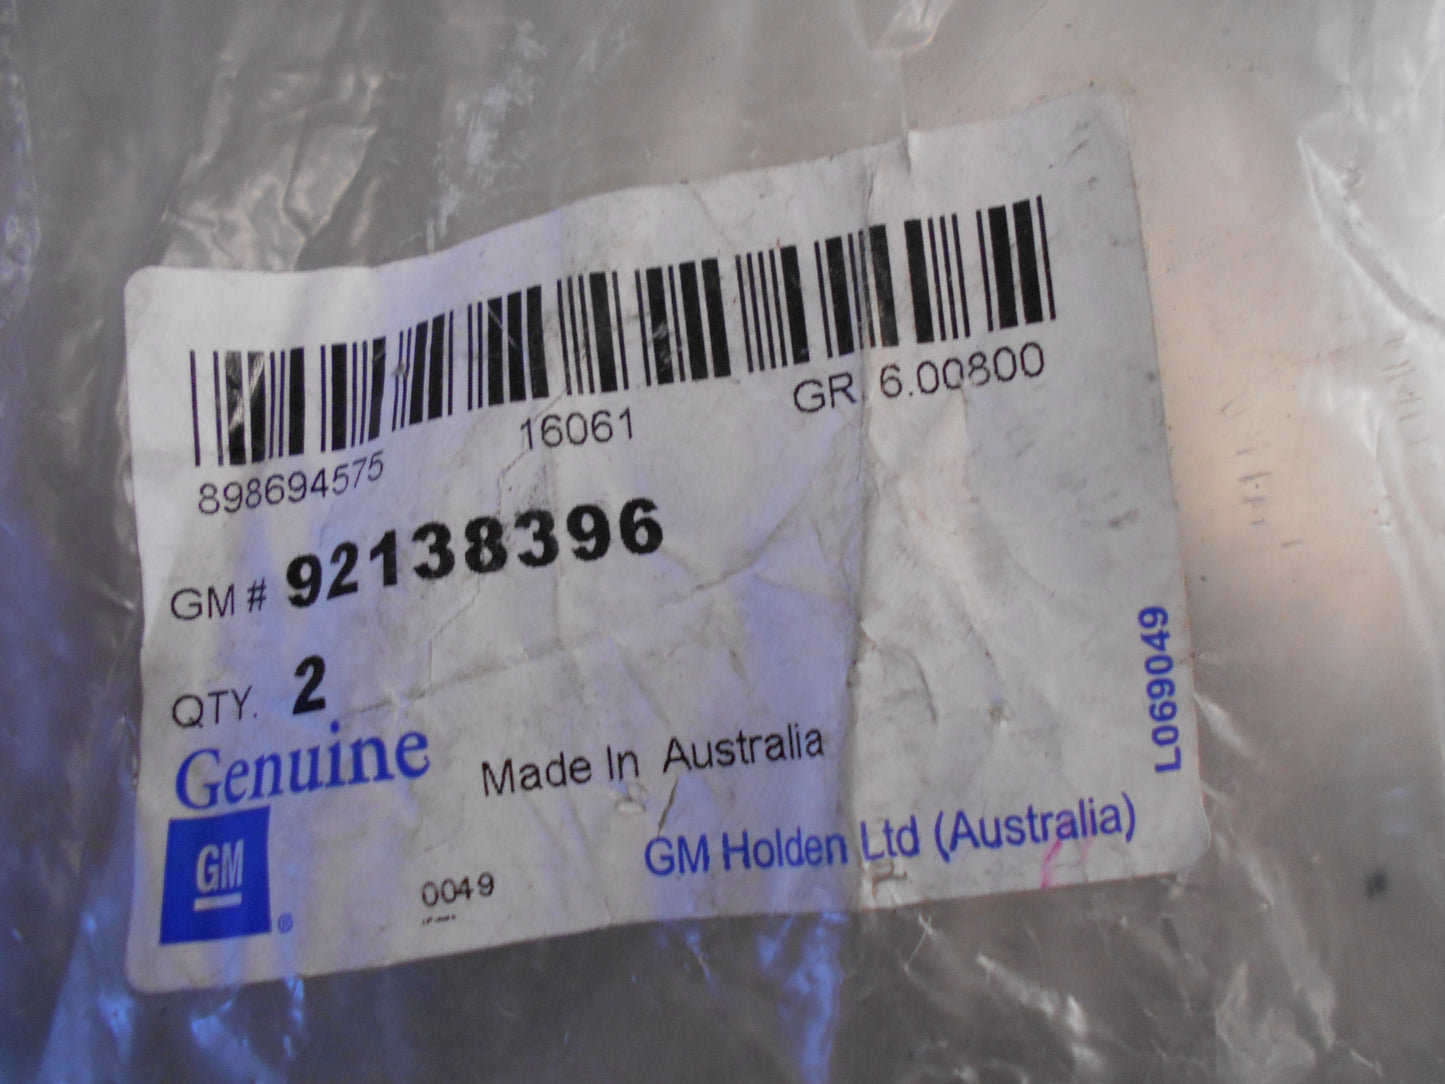 898694575 16061 GR. 6.00800
GM # 92138396
QTY. 2
Genuine
Made In Australia
GM
®
0049
GM Holden Ltd (Australia)
L069049